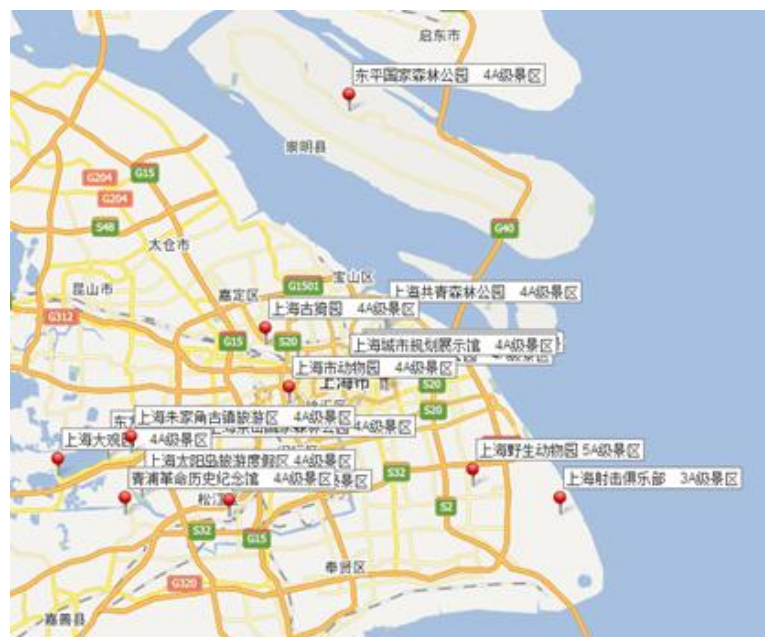 启东市
东平国家森林公园 4A级景区
崇明县
G204
G15
G204
S48
G40
太仓市
宝山区
昆山市
G1501
上海共青森林公园 4A级景区
嘉定区
上海古猗园 4A级景区
G312
G15
S20
上海城市规划展示馆 4A级景区
上海市动物园 4A级景区
上海市
S20
S20
上海朱家角古镇旅游区 4A级景区
4A级景区
上海大观园 4A级景区
上海野生动物园 5A级景区
上海太阳岛旅游度假区 4A级景区
青浦革命历史纪念馆 4A级景区
S32
上海射击俱乐部 3A级景区
松江
S2
S32
G15
奉贤区
G320
嘉善县